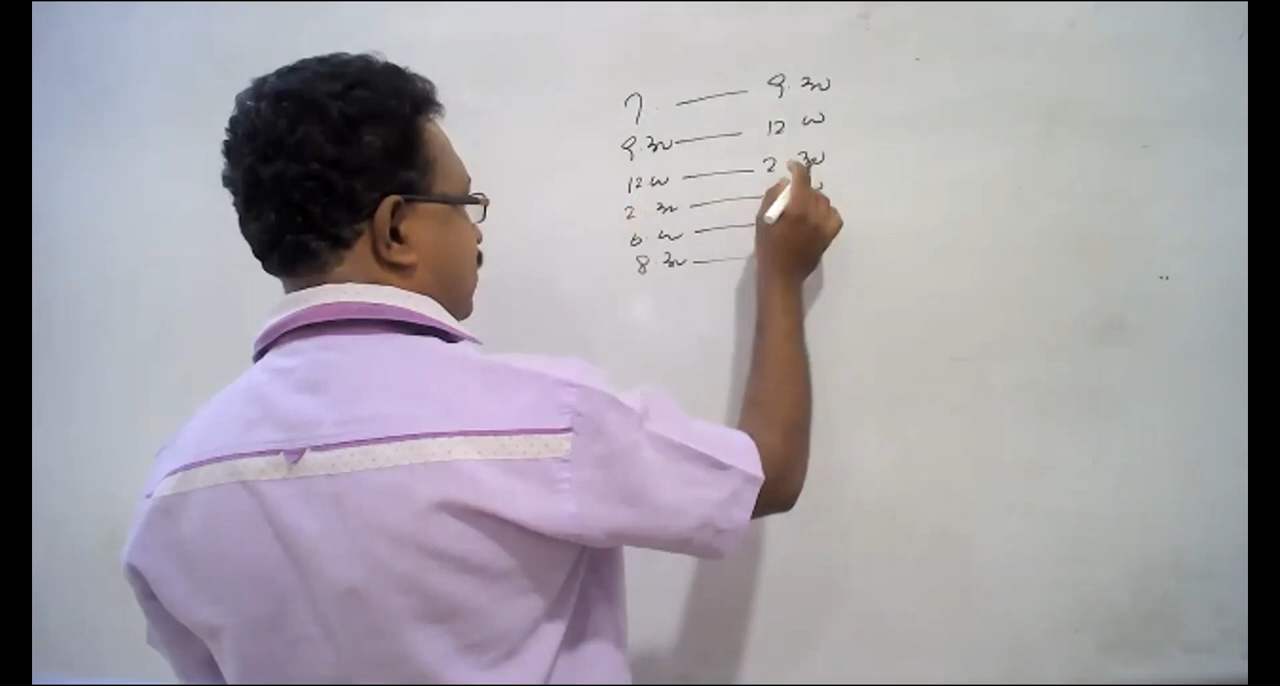 7. — 9.30
9.30 — 12 00
12 00 — 2 30
2 30 —
6.00 —
8.30 —